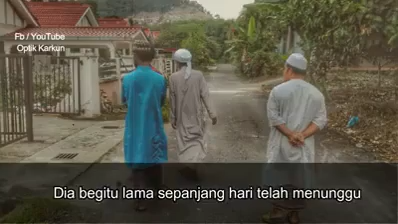 Fb / YouTube
Optik Karkun
Dia begitu lama sepanjang hari telah menunggu